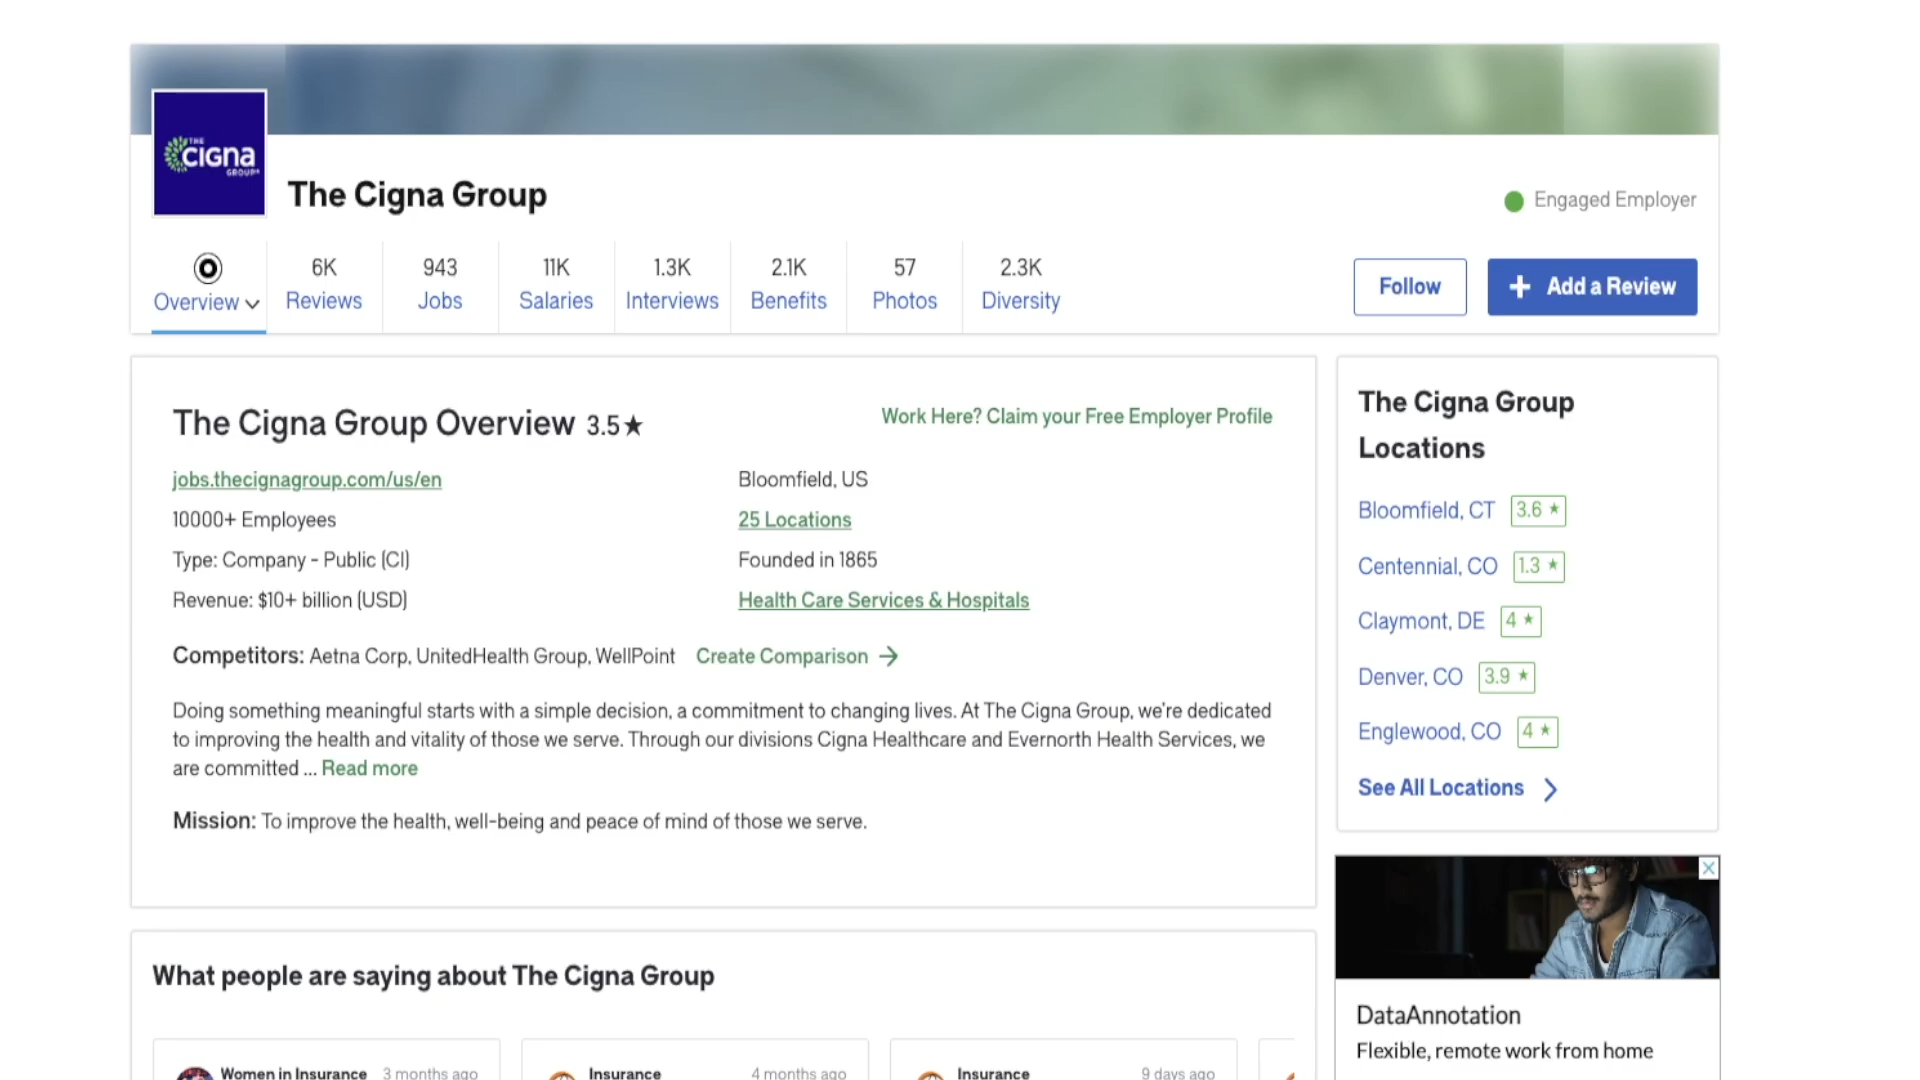 THE
Cigna
GROUP
The Cigna Group
Engaged Employer
Overview
6K
Reviews
943
Jobs
11K
Salaries
1.3K
Interviews
2.1K
Benefits
57
Photos
2.3K
Diversity
Follow
+ Add a Review
The Cigna Group Overview 3.5★
Work Here? Claim your Free Employer Profile
jobs.thecignagroup.com/us/en
Bloomfield, US
10000+ Employees
25 Locations
Type: Company - Public (CI)
Founded in 1865
Revenue: $10+ billion (USD)
Health Care Services & Hospitals
Competitors: Aetna Corp, UnitedHealth Group, WellPoint Create Comparison →
Doing something meaningful starts with a simple decision, a commitment to changing lives. At The Cigna Group, we’re dedicated
to improving the health and vitality of those we serve. Through our divisions Cigna Healthcare and Evernorth Health Services, we
are committed ... Read more
Mission: To improve the health, well-being and peace of mind of those we serve.
The Cigna Group
Locations
Bloomfield, CT 3.6 ★
Centennial, CO 1.3 ★
Claymont, DE 4 ★
Denver, CO 3.9 ★
Englewood, CO 4 ★
See All Locations
What people are saying about The Cigna Group
Women in Insurance 3 months ago
Insurance 4 months ago
Insurance 9 days ago
DataAnnotation
Flexible, remote work from home